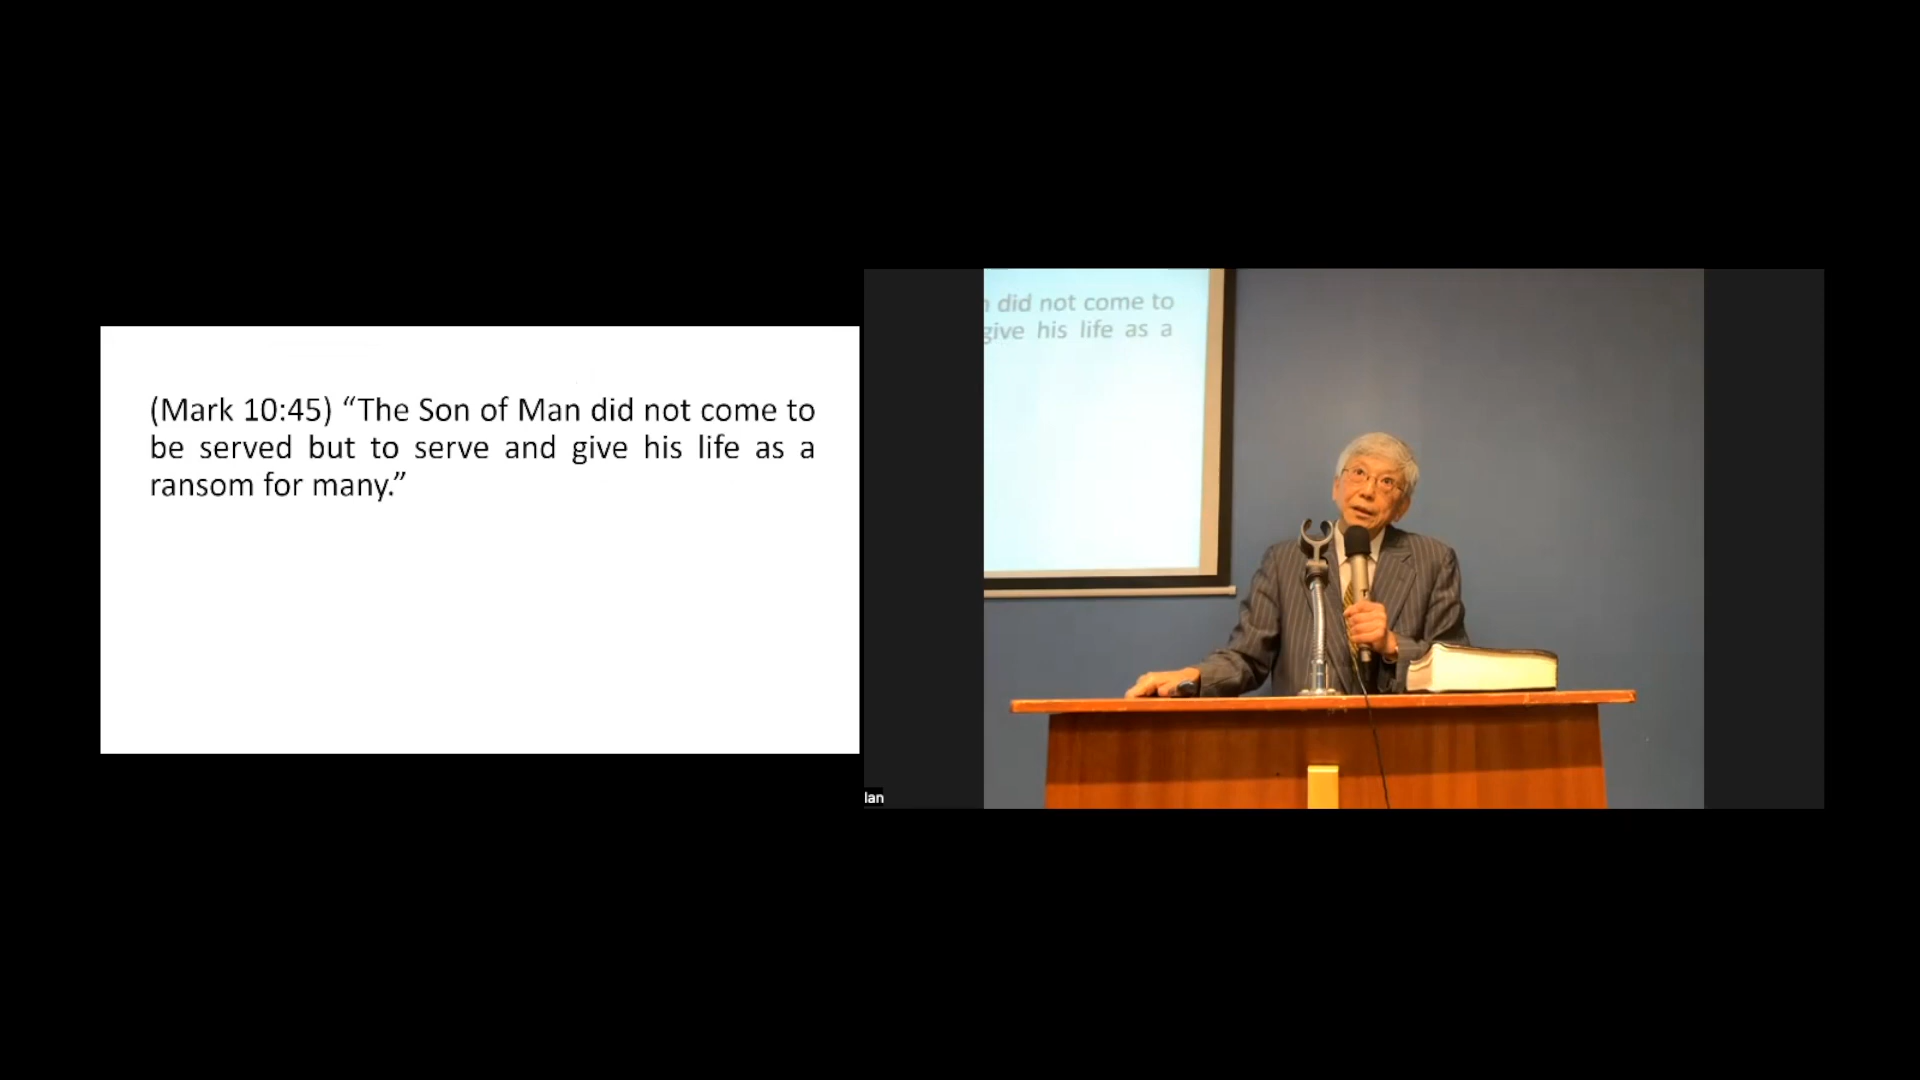 (Mark 10:45) “The Son of Man did not come to
be served but to serve and give his life as a
ransom for many.”
did not come to
give his life as a
lan